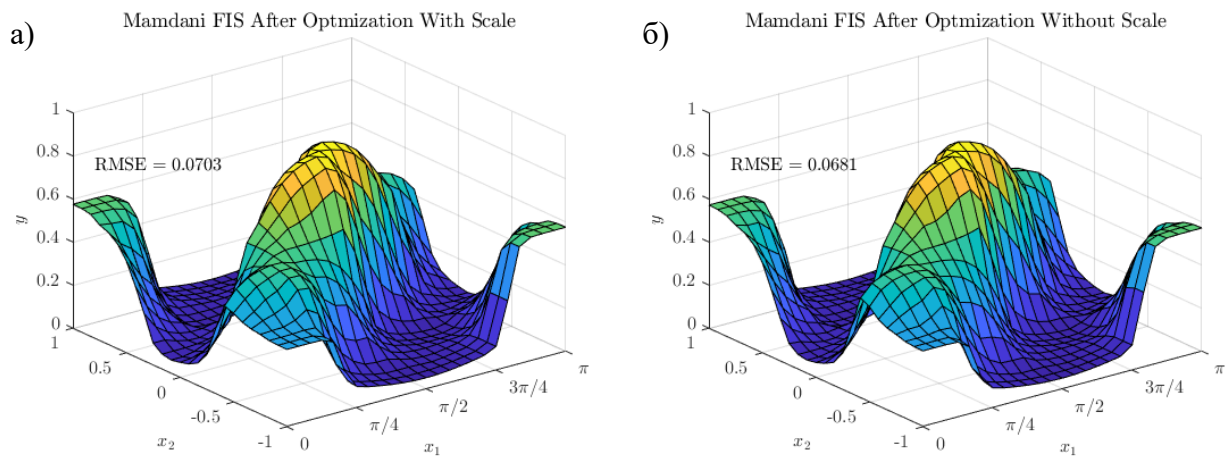 а)
Mamdani FIS After Optmization With Scale
1
0.8
0.6
0.4
0.2
0
y
RMSE = 0.0703
1
0.5
0
-0.5
-1
x₂
0
π/4
π/2
3π/4
π
x₁
б)
Mamdani FIS After Optmization Without Scale
1
0.8
0.6
0.4
0.2
0
y
RMSE = 0.0681
1
0.5
0
-0.5
-1
x₂
0
π/4
π/2
3π/4
π
x₁